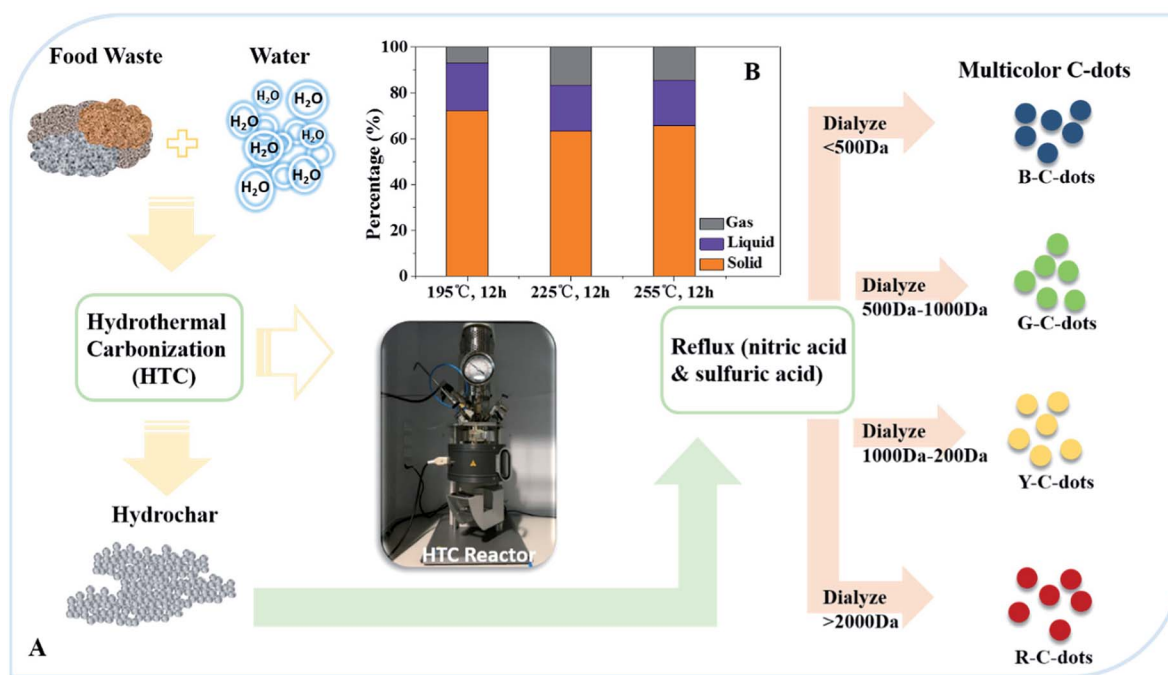 Food Waste
Water
H₂O
H₂O
H₂O
H₂O
H₂O
H₂O
H₂O
Hydrothermal
Carbonization
(HTC)
Hydrochar
A
B
Percentage (%)
100
80
60
40
20
0
Gas
Liquid
Solid
195℃, 12h
225℃, 12h
255℃, 12h
HTC Reactor
Reflux (nitric acid
& sulfuric acid)
Multicolor C-dots
Dialyze
<500Da
B-C-dots
Dialyze
500Da-1000Da
G-C-dots
Dialyze
1000Da-200Da
Y-C-dots
Dialyze
>2000Da
R-C-dots